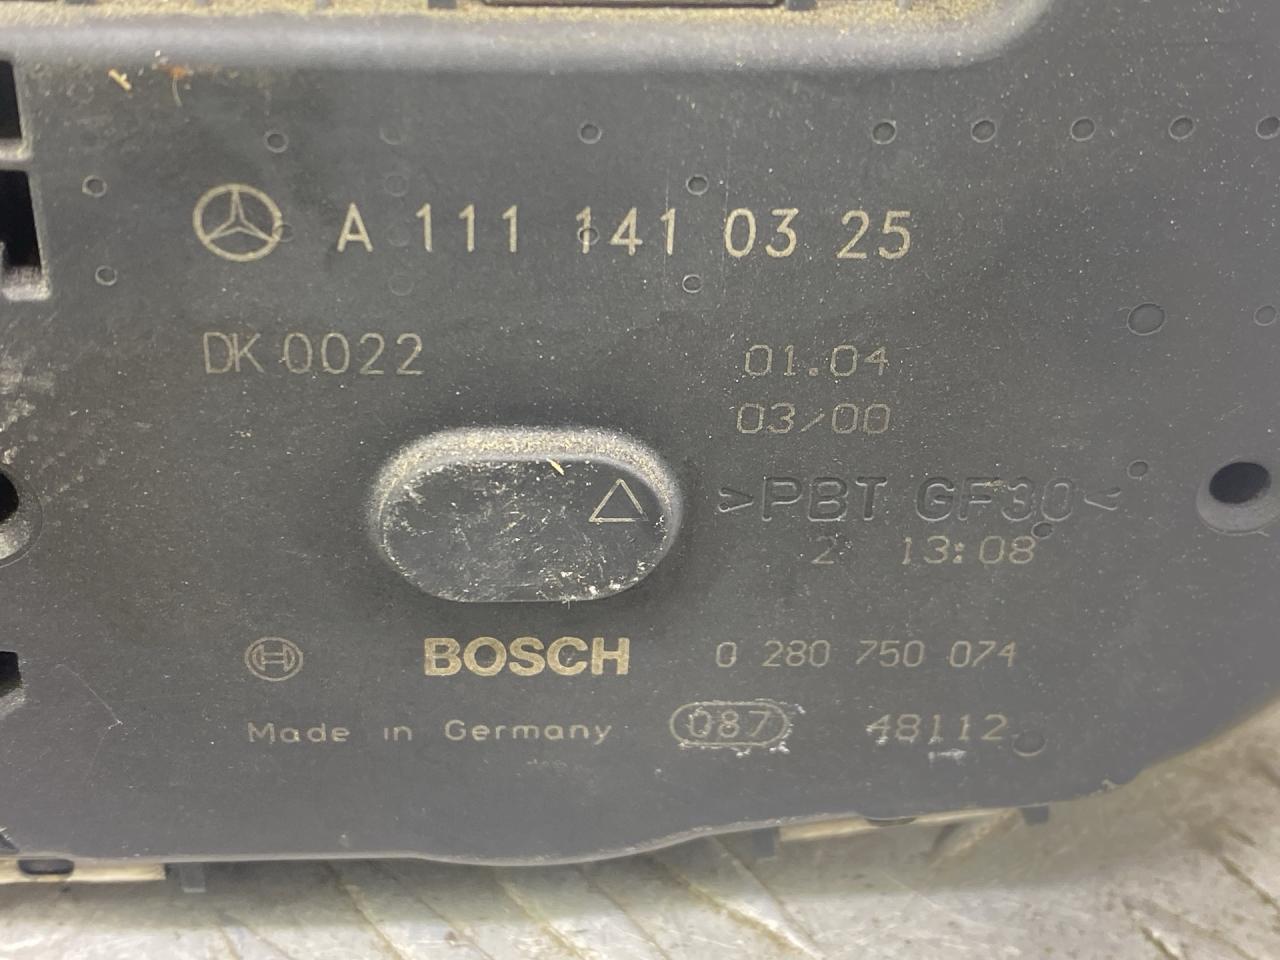 A 111 141 03 25
DK 0022
01.04
03/00
>PBT GF30<
2 13:08
BOSCH 0 280 750 074
Made in Germany 087 48112